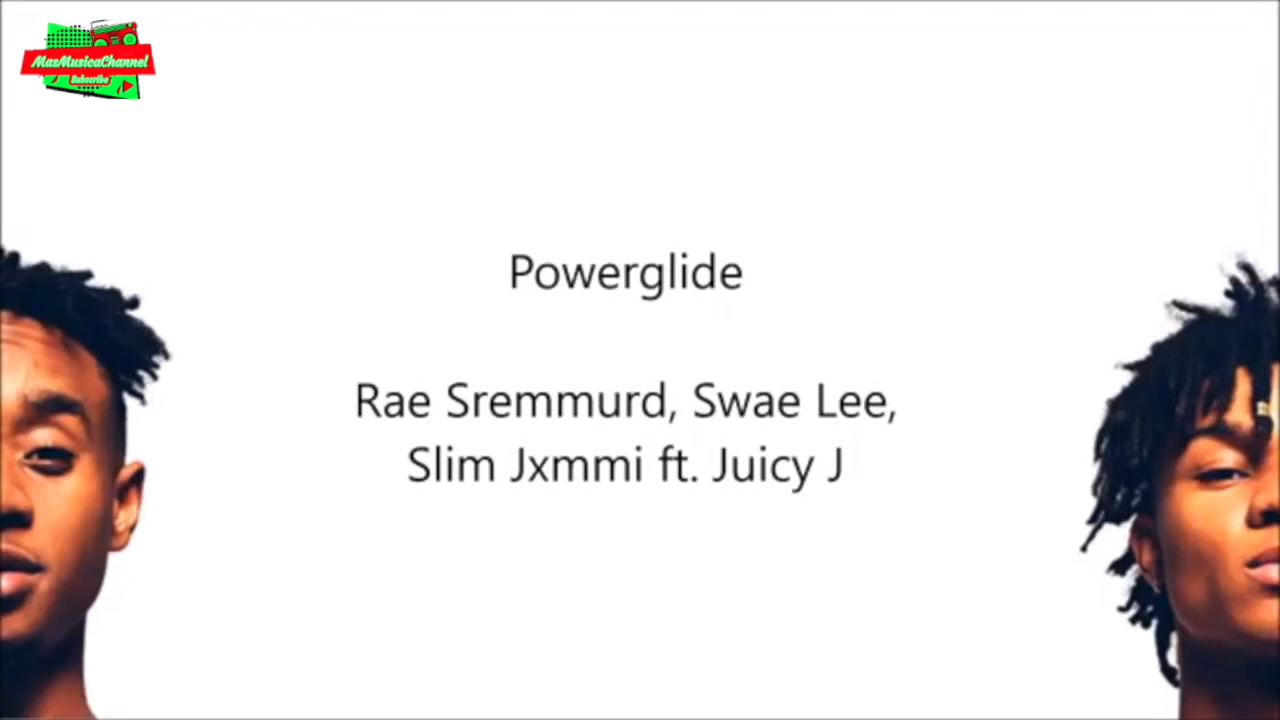 MasMusicaChannel
Subscribe
Powerglide
Rae Sremmurd, Swae Lee,
Slim Jxmmi ft. Juicy J